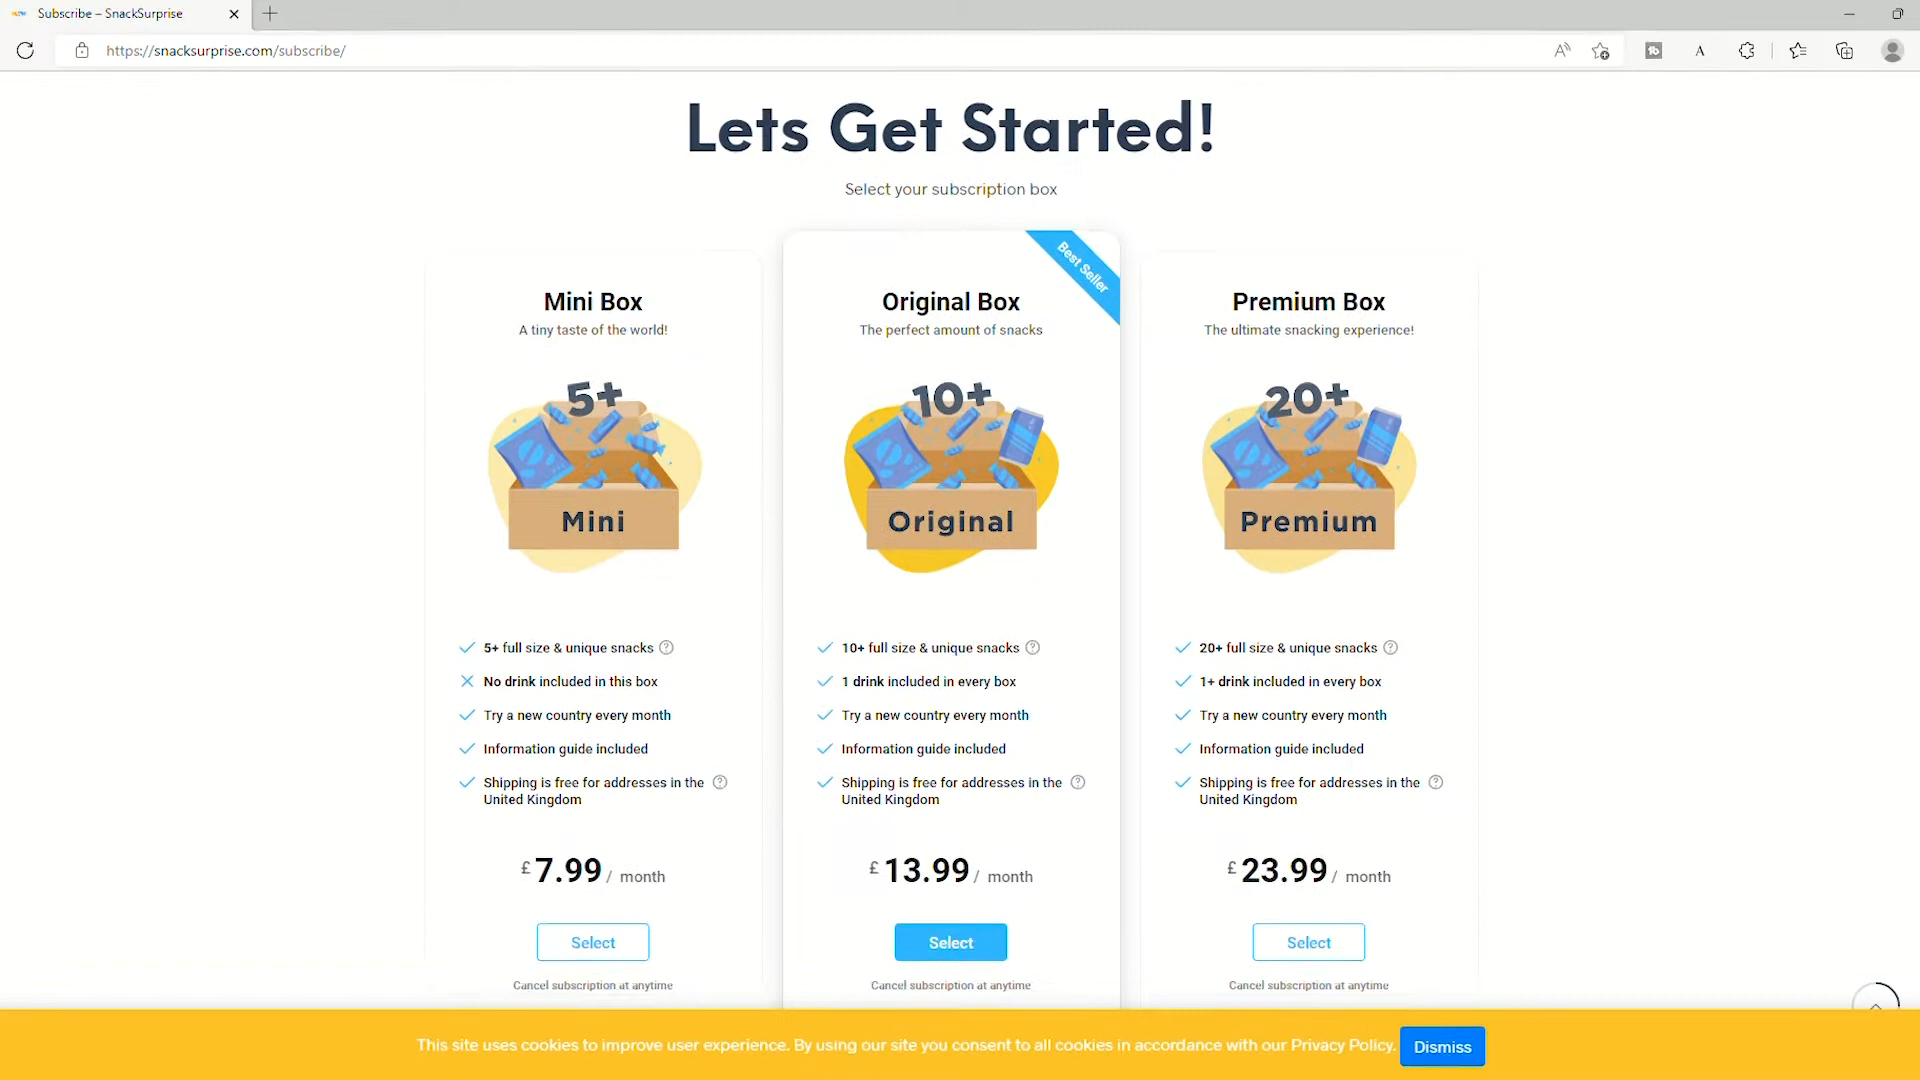 Subscribe – SnackSurprise
https://snacksurprise.com/subscribe/
Lets Get Started!
Select your subscription box
Best Seller
Mini Box
A tiny taste of the world!
5+
Mini
5+ full size & unique snacks
No drink included in this box
Try a new country every month
Information guide included
Shipping is free for addresses in the
United Kingdom
£7.99/ month
Select
Cancel subscription at anytime
Original Box
The perfect amount of snacks
10+
Original
10+ full size & unique snacks
1 drink included in every box
Try a new country every month
Information guide included
Shipping is free for addresses in the
United Kingdom
£13.99/ month
Select
Cancel subscription at anytime
Premium Box
The ultimate snacking experience!
20+
Premium
20+ full size & unique snacks
1+ drink included in every box
Try a new country every month
Information guide included
Shipping is free for addresses in the
United Kingdom
£23.99/ month
Select
Cancel subscription at anytime
This site uses cookies to improve user experience. By using our site you consent to all cookies in accordance with our Privacy Policy.
Dismiss